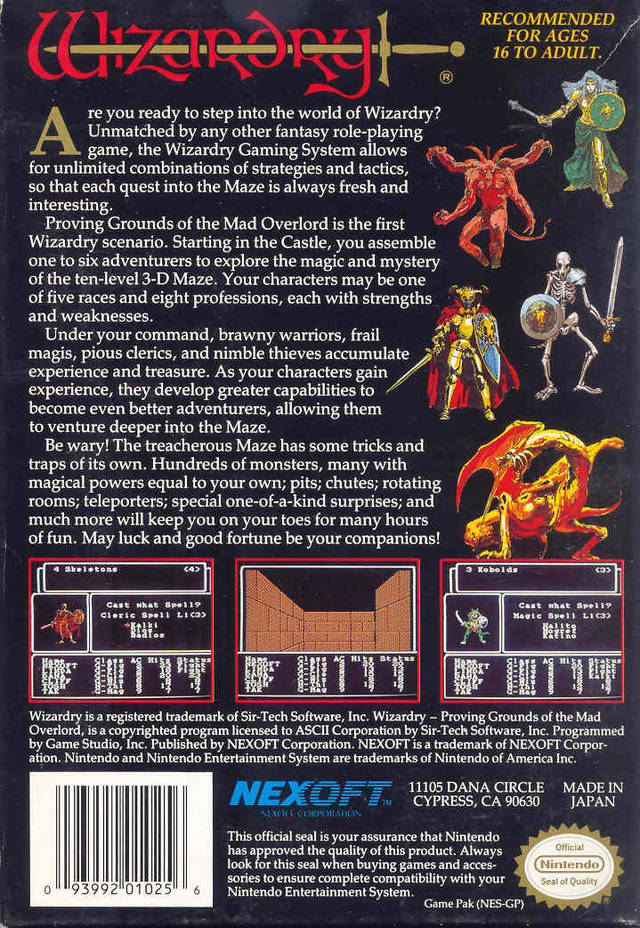 Wizardry
®
RECOMMENDED
FOR AGES
16 TO ADULT.
Are you ready to step into the world of Wizardry?
Unmatched by any other fantasy role-playing
game, the Wizardry Gaming System allows
for unlimited combinations of strategies and tactics,
so that each quest into the Maze is always fresh and
interesting.
Proving Grounds of the Mad Overlord is the first
Wizardry scenario. Starting in the Castle, you assemble
one to six adventurers to explore the magic and mystery
of the ten-level 3-D Maze. Your characters may be one
of five races and eight professions, each with strengths
and weaknesses.
Under your command, brawny warriors, frail
magis, pious clerics, and nimble thieves accumulate
experience and treasure. As your characters gain
experience, they develop greater capabilities to
become even better adventurers, allowing them
to venture deeper into the Maze.
Be wary! The treacherous Maze has some tricks and
traps of its own. Hundreds of monsters, many with
magical powers equal to your own; pits; chutes; rotating
rooms; teleporters; special one-of-a-kind surprises; and
much more will keep you on your toes for many hours
of fun. May luck and good fortune be your companions!
4 Skeletons (4)
Cast what Spell?
Cleric Spell L1(3)
Kalki
Badios
AC Hits Status
3 Kobolds (3)
Cast what Spell?
Magic Spell L1(3)
Halito
Katino
Wizardry is a registered trademark of Sir-Tech Software, Inc. Wizardry – Proving Grounds of the Mad
Overlord, is a copyrighted program licensed to ASCII Corporation by Sir-Tech Software, Inc. Programmed
by Game Studio, Inc. Published by NEXOFT Corporation. NEXOFT is a trademark of NEXOFT Corpor-
ation. Nintendo and Nintendo Entertainment System are trademarks of Nintendo of America Inc.
NEXOFT™
NEXOFT CORPORATION
11105 DANA CIRCLE
CYPRESS, CA 90630
MADE IN
JAPAN
This official seal is your assurance that Nintendo
has approved the quality of this product. Always
look for this seal when buying games and acces-
sories to ensure complete compatibility with your
Nintendo Entertainment System.
Game Pak (NES-GP)
Official
Nintendo
Seal of Quality
®
0 93992 01025 6